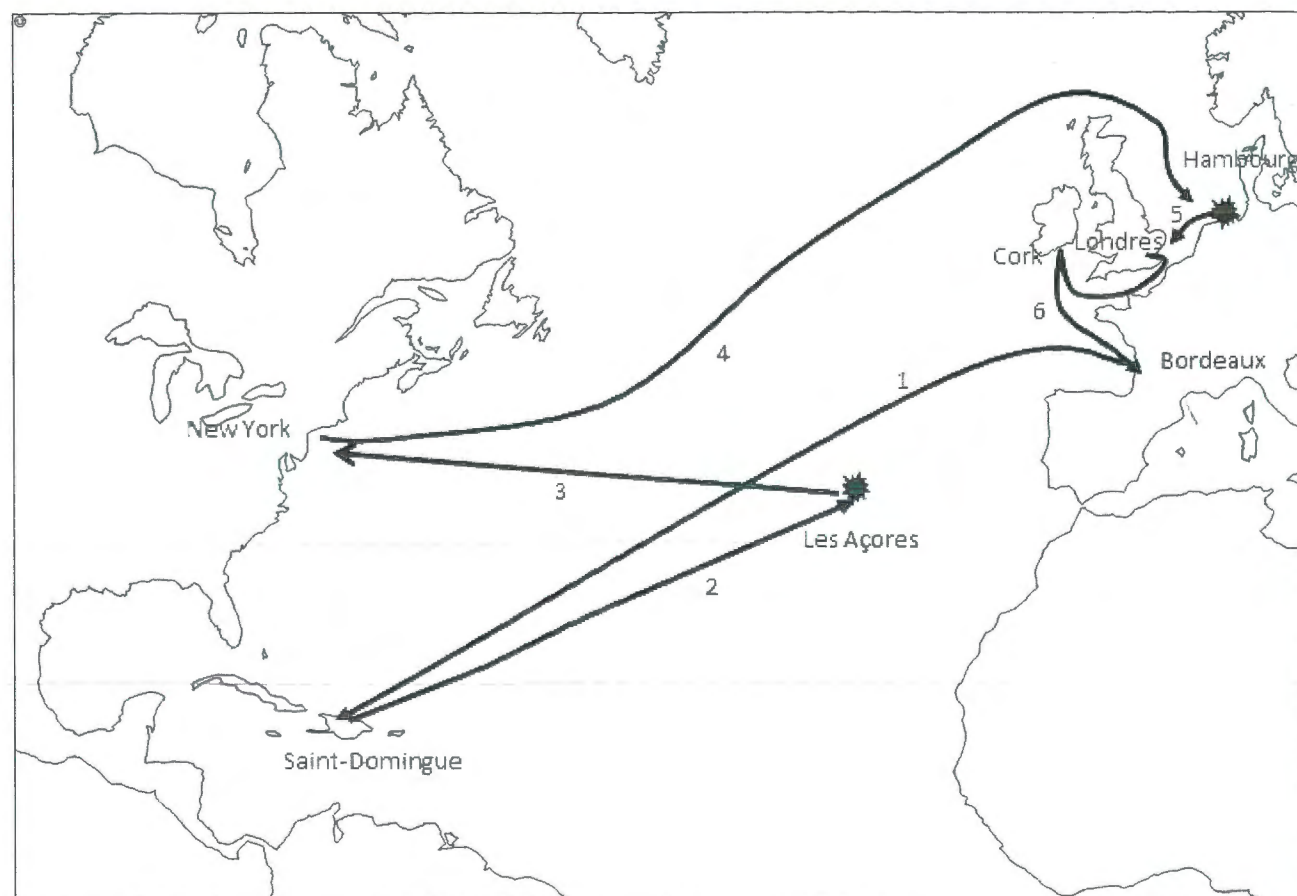 Hambourg
5
Londres
Cork
6
4
1
Bordeaux
New York
3
Les Açores
2
Saint-Domingue